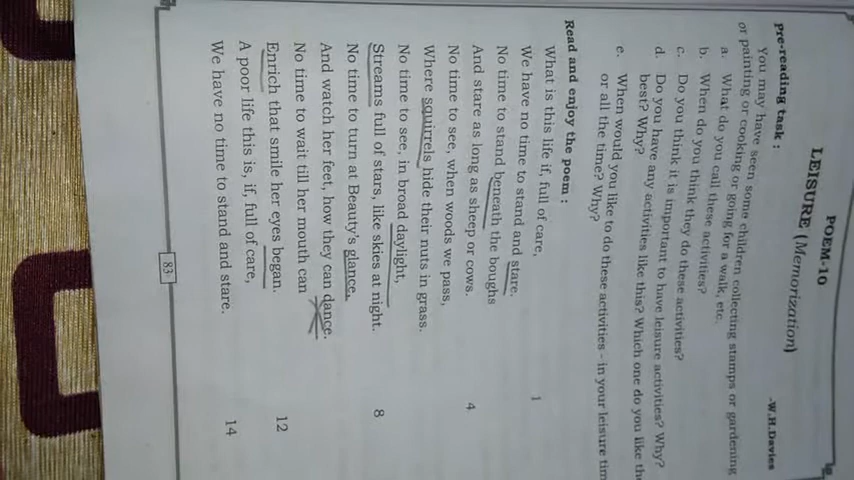 POEM-10
LEISURE (Memorization)
-W.H.Davies
Pre-reading task :
You may have seen some children collecting stamps or gardening
or painting or cooking or going for a walk, etc.
a. What do you call these activities?
b. When do you think they do these activities?
c. Do you think it is important to have leisure activities? Why?
d. Do you have any activities like this? Which one do you like the
best? Why?
e. When would you like to do these activities - in your leisure tim
or all the time? Why?
Read and enjoy the poem :
What is this life if, full of care, 1
We have no time to stand and stare.
No time to stand beneath the boughs
And stare as long as sheep or cows. 4
No time to see, when woods we pass,
Where squirrels hide their nuts in grass.
No time to see, in broad daylight,
Streams full of stars, like skies at night. 8
No time to turn at Beauty's glance,
And watch her feet, how they can dance.
No time to wait till her mouth can
Enrich that smile her eyes began. 12
A poor life this is, if, full of care,
We have no time to stand and stare. 14
83